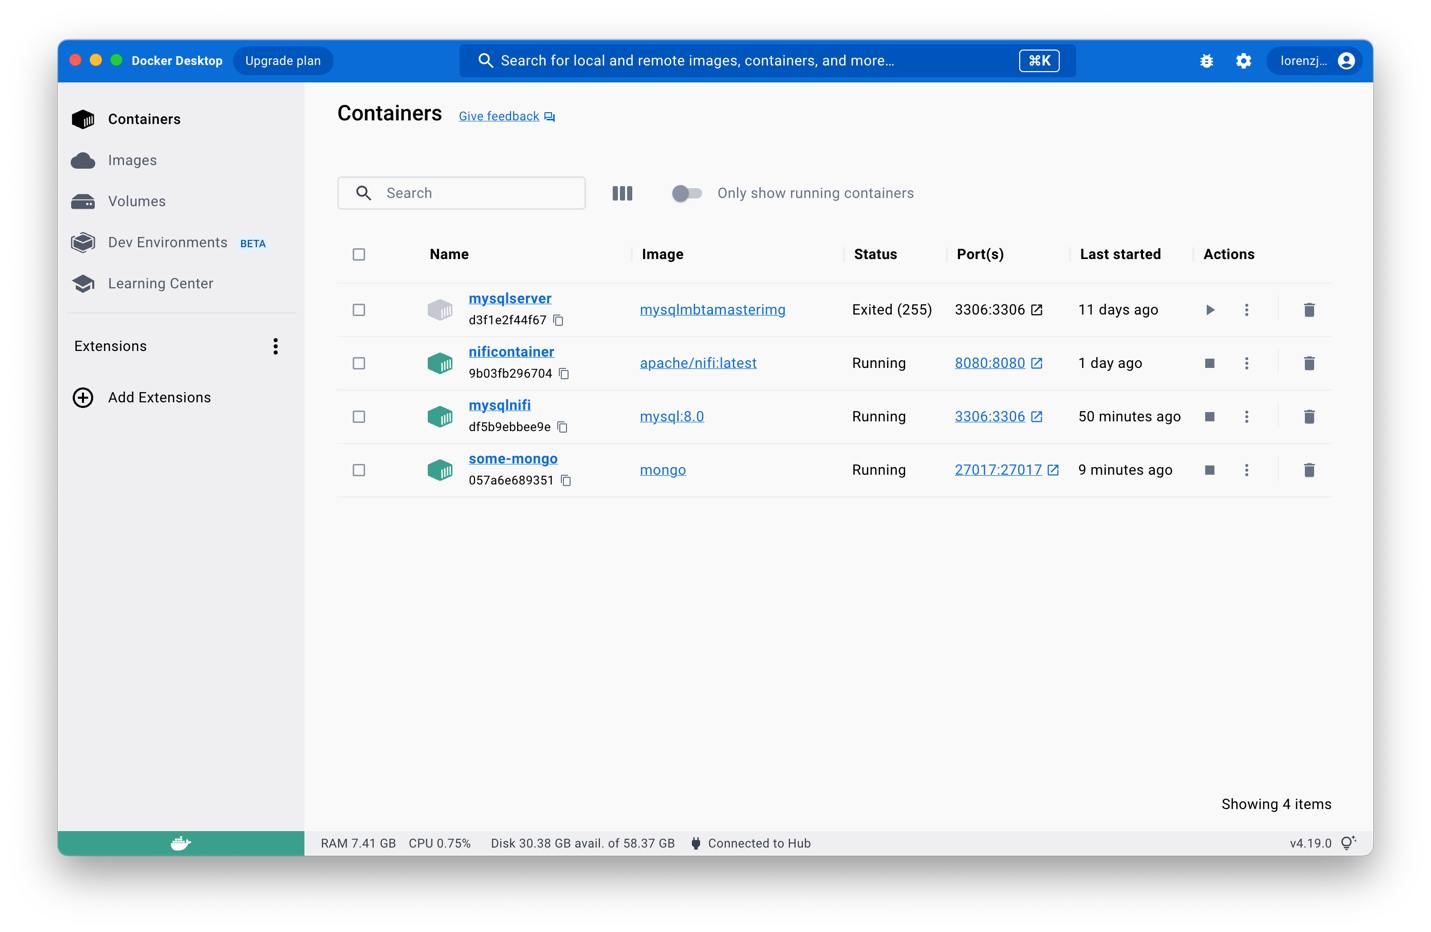 Docker Desktop Upgrade plan Search for local and remote images, containers, and more... ⌘K lorenzj...
Containers
Images
Volumes
Dev Environments BETA
Learning Center
Extensions
Add Extensions
Containers Give feedback
Search Only show running containers
Name Image Status Port(s) Last started Actions
mysqlserver
d3f1e2f44f67
mysqlmbtamasterimg Exited (255) 3306:3306 11 days ago
nificontainer
9b03fb296704
apache/nifi:latest Running 8080:8080 1 day ago
mysqlnifi
df5b9ebbee9e
mysql:8.0 Running 3306:3306 50 minutes ago
some-mongo
057a6e689351
mongo Running 27017:27017 9 minutes ago
Showing 4 items
RAM 7.41 GB CPU 0.75% Disk 30.38 GB avail. of 58.37 GB Connected to Hub v4.19.0